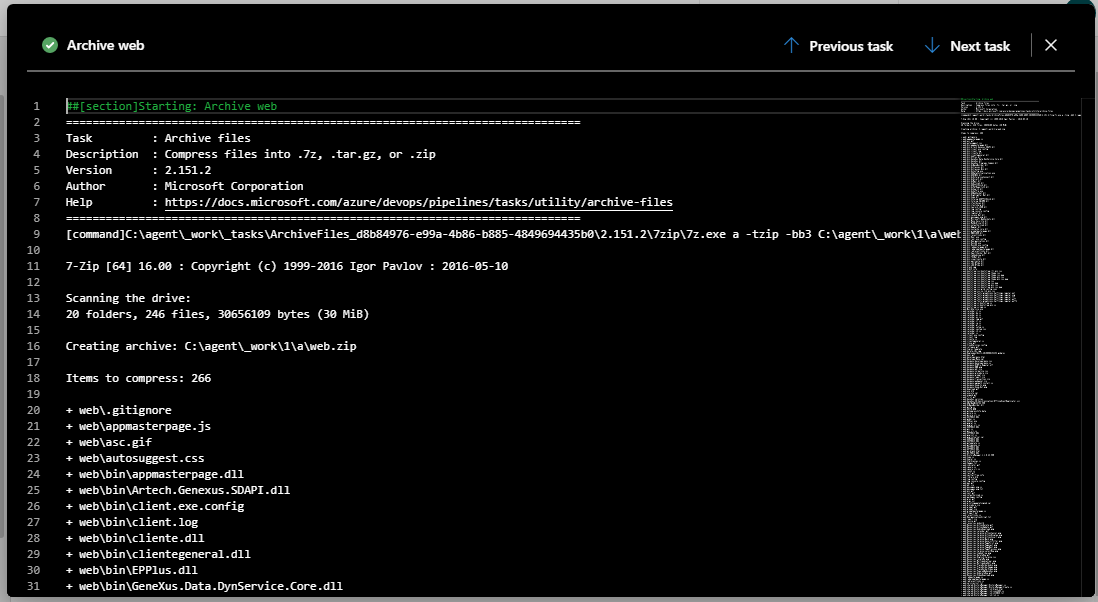 Archive web
Previous task
Next task
1 ##[section]Starting: Archive web
2 ==============================================================================
3 Task         : Archive files
4 Description  : Compress files into .7z, .tar.gz, or .zip
5 Version      : 2.151.2
6 Author       : Microsoft Corporation
7 Help         : https://docs.microsoft.com/azure/devops/pipelines/tasks/utility/archive-files
8 ==============================================================================
9 [command]C:\agent\_work\_tasks\ArchiveFiles_d8b84976-e99a-4b86-b885-4849694435b0\2.151.2\7zip\7z.exe a -tzip -bb3 C:\agent\_work\1\a\web
10
11 7-Zip [64] 16.00 : Copyright (c) 1999-2016 Igor Pavlov : 2016-05-10
12
13 Scanning the drive:
14 20 folders, 246 files, 30656109 bytes (30 MiB)
15
16 Creating archive: C:\agent\_work\1\a\web.zip
17
18 Items to compress: 266
19
20 + web\.gitignore
21 + web\appmasterpage.js
22 + web\asc.gif
23 + web\autosuggest.css
24 + web\bin\appmasterpage.dll
25 + web\bin\Artech.Genexus.SDAPI.dll
26 + web\bin\client.exe.config
27 + web\bin\client.log
28 + web\bin\cliente.dll
29 + web\bin\clientegeneral.dll
30 + web\bin\EPPlus.dll
31 + web\bin\GeneXus.Data.DynService.Core.dll